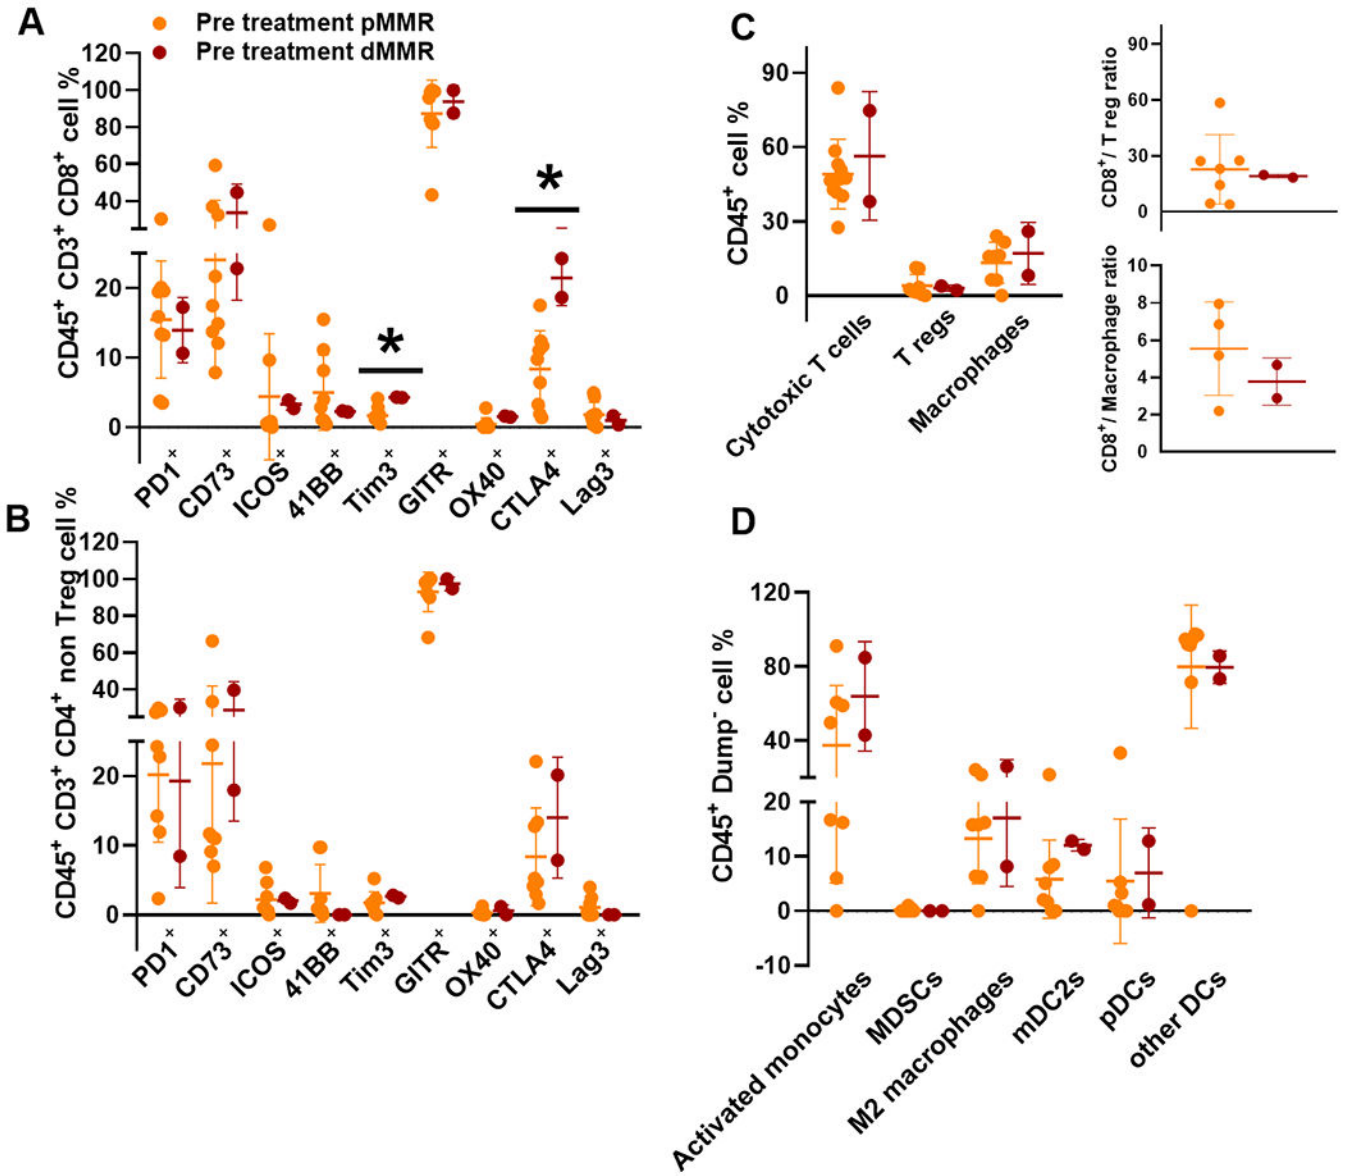 A
Pre treatment pMMR
Pre treatment dMMR
CD45⁺ CD3⁺ CD8⁺ cell %
120
100
80
60
40
20
10
0
*
*
PD1⁺
CD73⁺
ICOS⁺
41BB⁺
Tim3⁺
GITR⁺
OX40⁺
CTLA4⁺
Lag3⁺
B
CD45⁺ CD3⁺ CD4⁺ non Treg cell %
120
100
80
60
40
20
10
0
PD1⁺
CD73⁺
ICOS⁺
41BB⁺
Tim3⁺
GITR⁺
OX40⁺
CTLA4⁺
Lag3⁺
C
CD45⁺ cell %
90
60
30
0
Cytotoxic T cells
T regs
Macrophages
CD8⁺/ T reg ratio
90
60
30
0
CD8⁺/ Macrophage ratio
10
8
6
4
2
0
D
CD45⁺ Dump⁻ cell %
120
80
40
20
10
0
-10
Activated monocytes
MDSCs
M2 macrophages
mDC2s
pDCs
other DCs